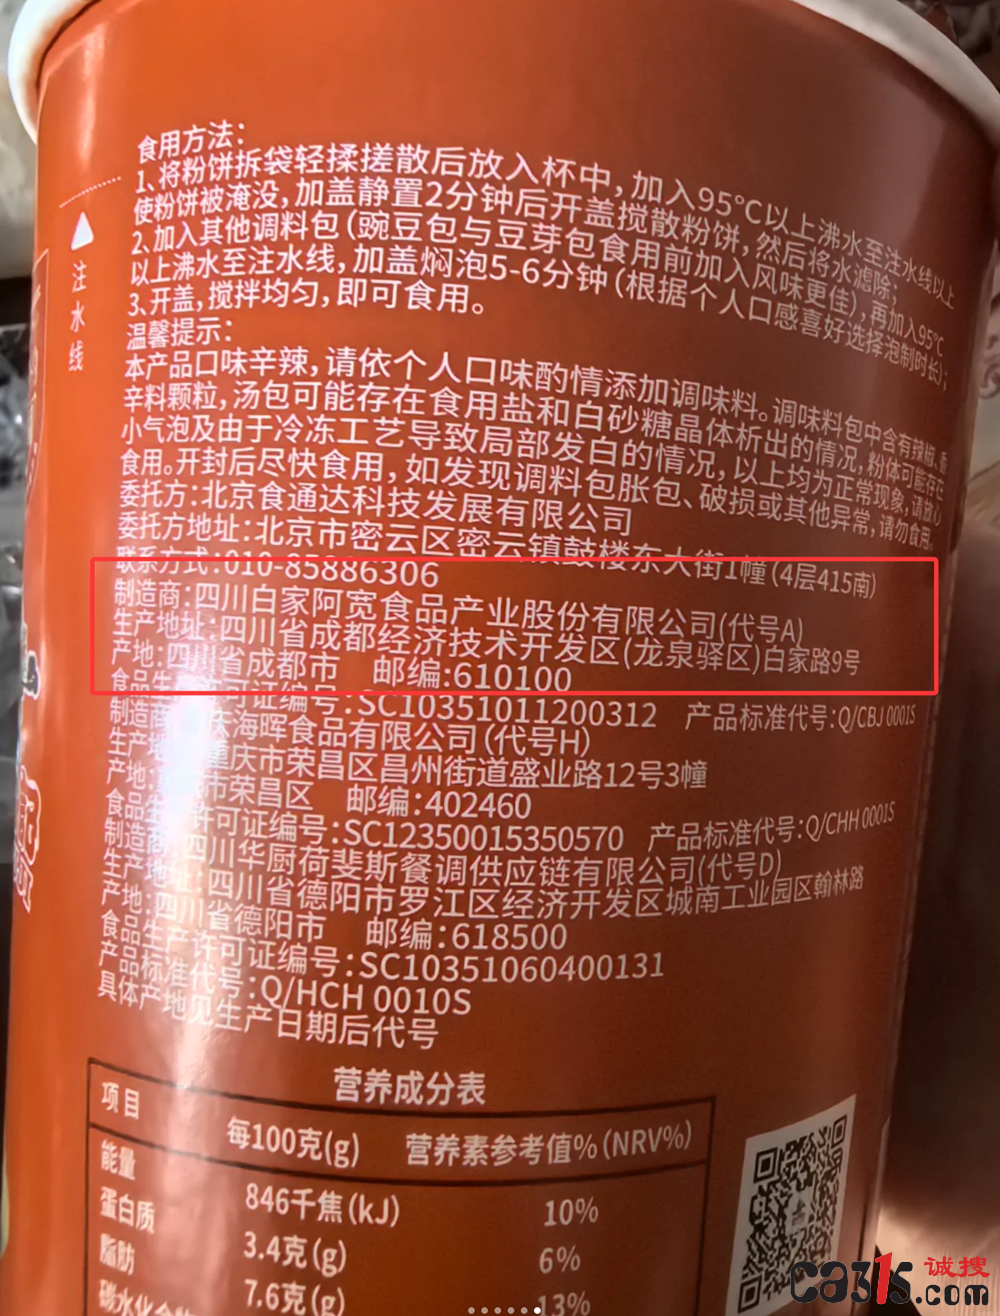 食用方法：
1、将粉饼拆袋轻揉搓散后放入杯中，加入95°C以上沸水至注水线以上
使粉饼被淹没，加盖静置2分钟后开盖搅散粉饼，然后将水滤除；
2、加入其他调料包（豌豆包与豆芽包食用前加入风味更佳），再加入95°C
以上沸水至注水线，加盖焖泡5-6分钟（根据个人口感喜好选择泡制时长）；
3、开盖，搅拌均匀，即可食用。
注水线
温馨提示：
本产品口味辛辣，请依个人口味酌情添加调味料。调味料包中含有辣椒、香
辛料颗粒，汤包可能存在食用盐和白砂糖晶体析出的情况，粉体可能存在
小气泡及由于冷冻工艺导致局部发白的情况，以上均为正常现象，请放心
食用。开封后尽快食用，如发现调料包胀包、破损或其他异常，请勿食用。
委托方：北京食通达科技发展有限公司
委托方地址：北京市密云区密云镇鼓楼东大街1幢（4层415南）
联系方式：010-85886306
制造商：四川白家阿宽食品产业股份有限公司（代号A）
生产地址：四川省成都经济技术开发区（龙泉驿区）白家路9号
产地：四川省成都市 邮编：610100
食品生产许可证编号：SC10351011200312 产品标准代号：Q/CBJ 0001S
制造商：重庆海晖食品有限公司（代号H）
生产地址：重庆市荣昌区昌州街道盛业路12号3幢
产地：重庆市荣昌区 邮编：402460
食品生产许可证编号：SC12350015350570 产品标准代号：Q/CHH 0001S
制造商：四川华厨荷斐斯餐调供应链有限公司（代号D）
生产地址：四川省德阳市罗江区经济开发区城南工业园区翰林路
产地：四川省德阳市 邮编：618500
食品生产许可证编号：SC10351060400131
产品标准代号：Q/HCH 0010S
具体产地见生产日期后代号
营养成分表
项目 每100克(g) 营养素参考值%(NRV%)
能量 846千焦(kJ) 10%
蛋白质 3.4克(g) 6%
脂肪 7.6克(g) 13%
碳水化合物
ca315.com 诚搜